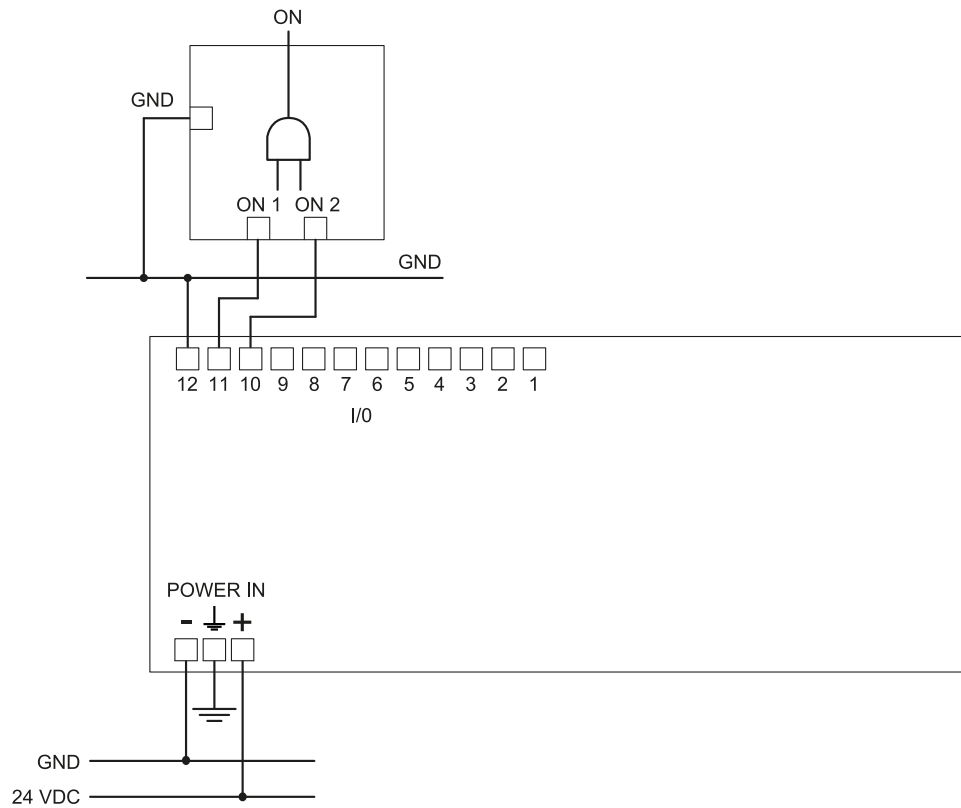 ON
GND
ON 1 ON 2
GND
12 11 10 9 8 7 6 5 4 3 2 1
I/0
POWER IN
- +
GND
24 VDC